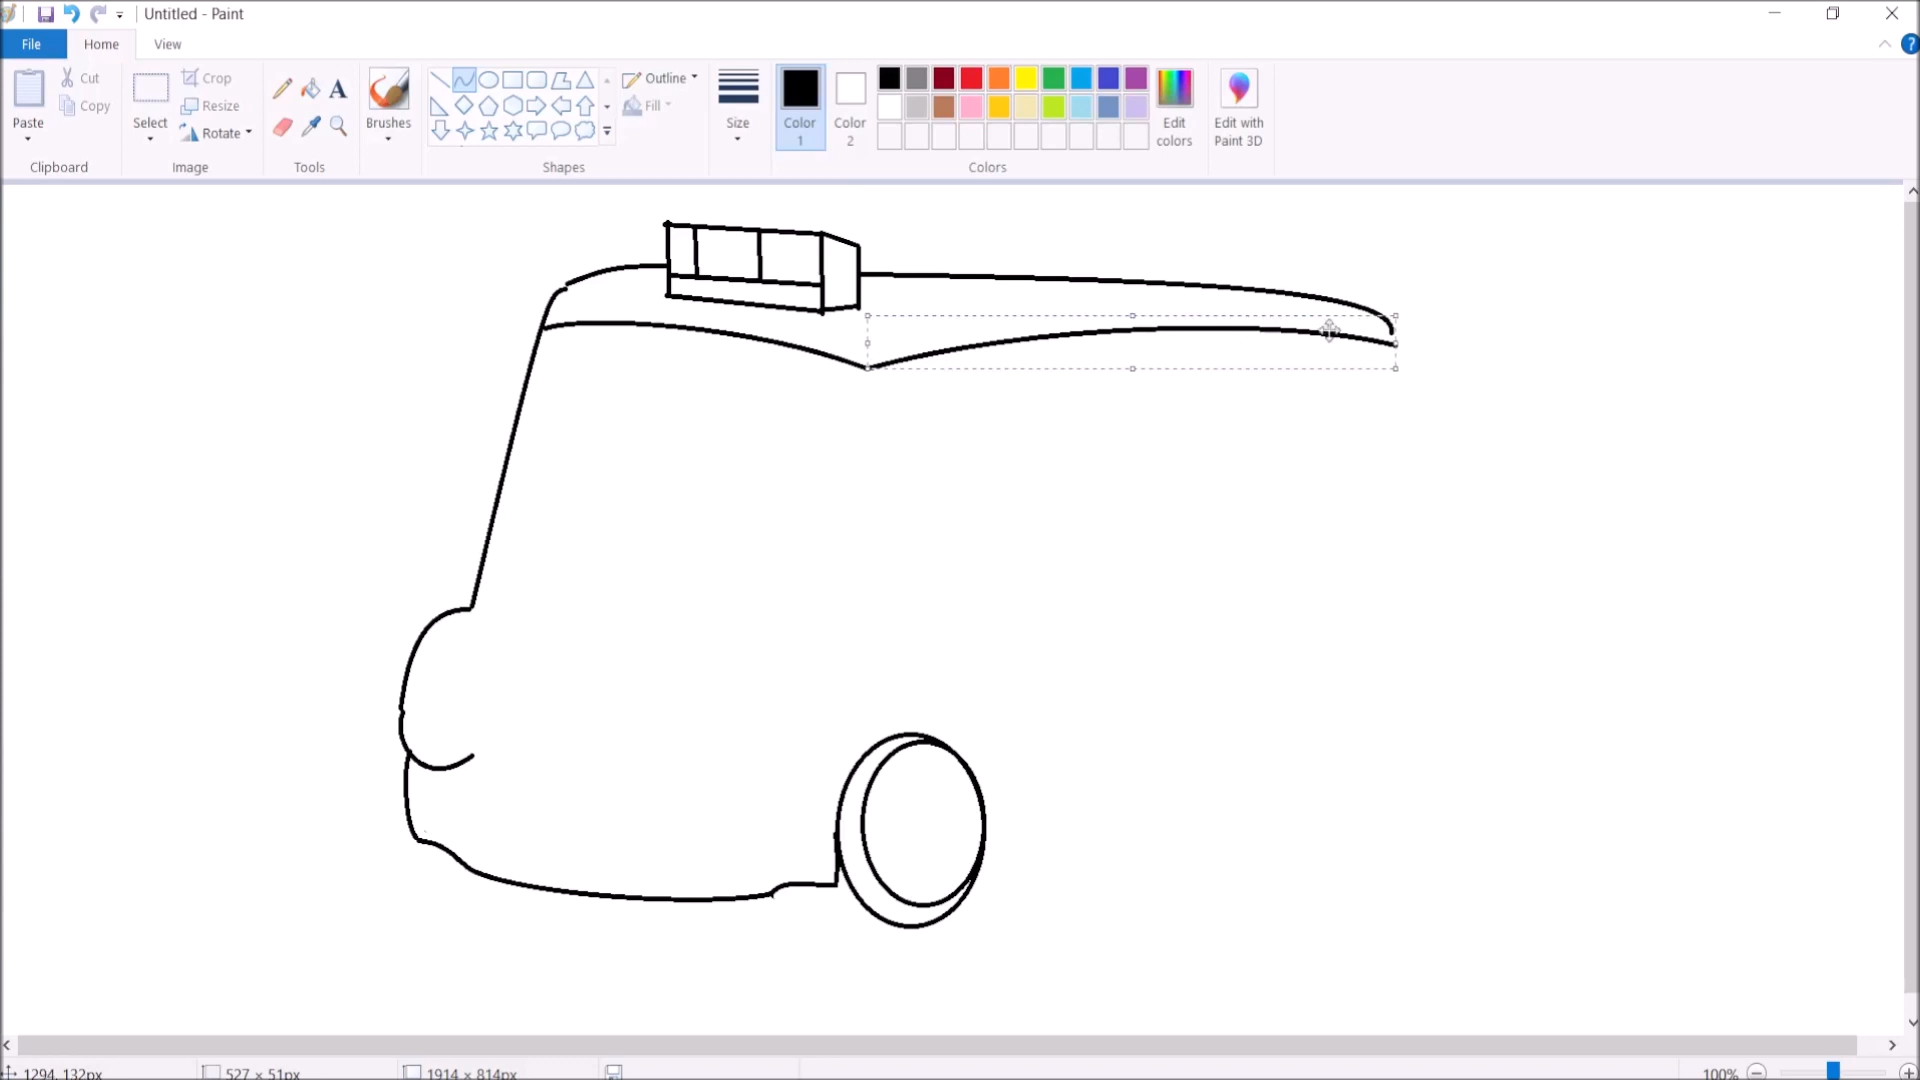 Untitled - Paint
File Home View
Cut Crop Outline
Copy Resize Fill
Paste Select Rotate Brushes Size Color 1 Color 2 Edit colors Edit with Paint 3D
Clipboard Image Tools Shapes Colors
A
?
1294, 132px 527 × 51px 1914 × 814px 100%